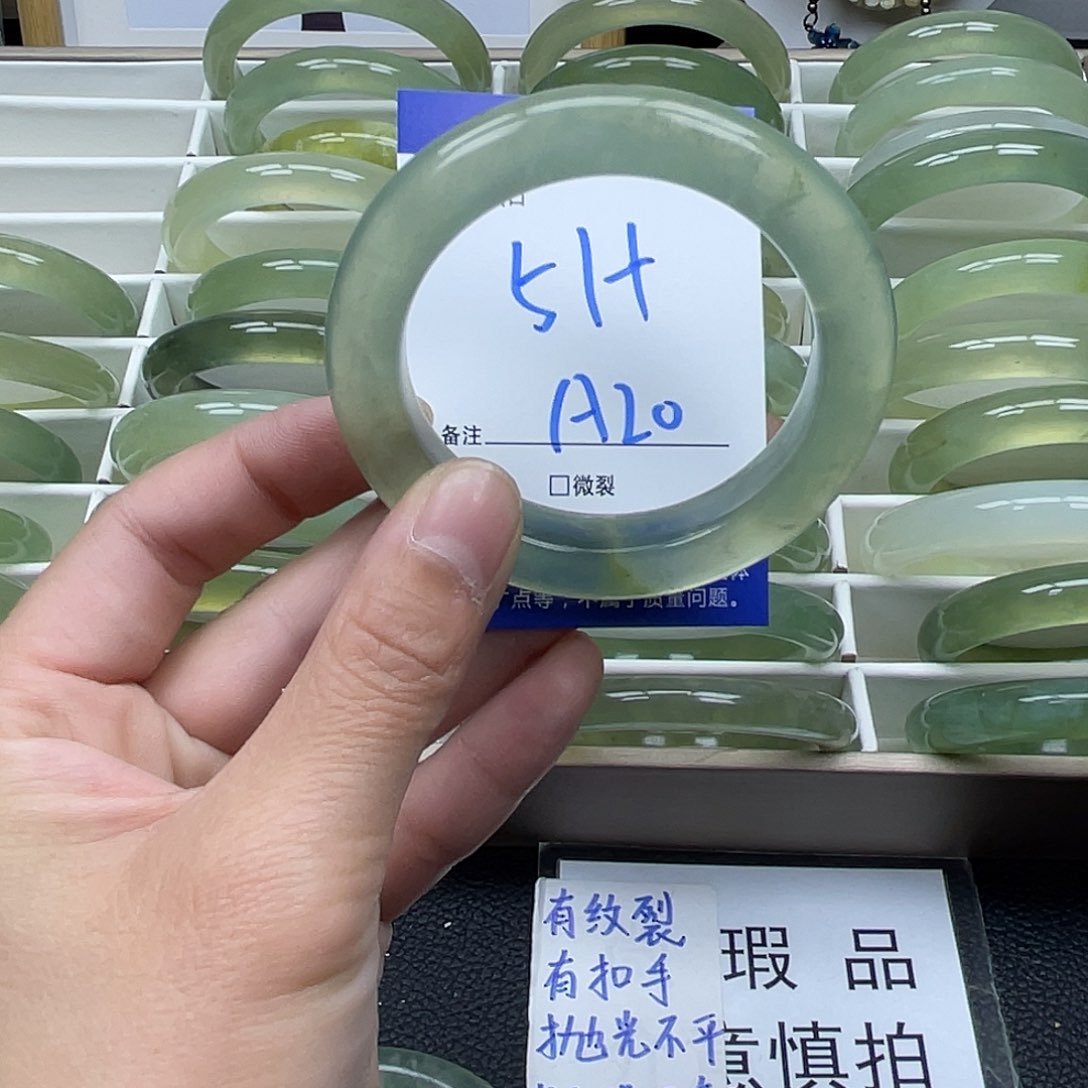 51H
A20
备注
□微裂
点等，不属于质量问题。
有纹裂
有扣手
抛光不平
瑕 品
慎拍